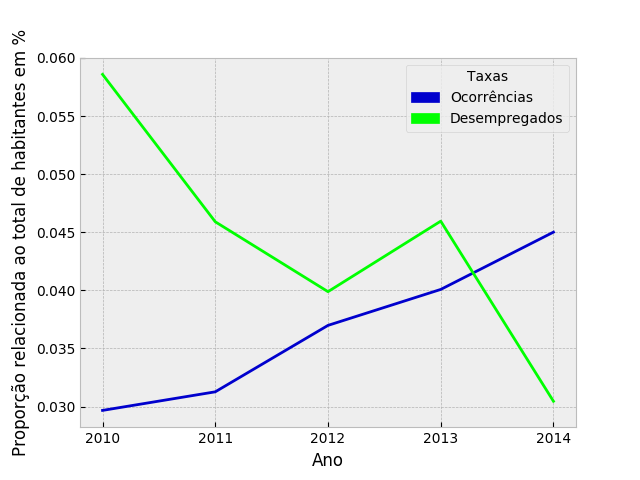 Proporção relacionada ao total de habitantes em %
0.060
0.055
0.050
0.045
0.040
0.035
0.030
Taxas
Ocorrências
Desempregados
2010 2011 2012 2013 2014
Ano